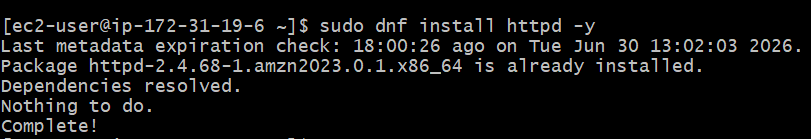 [ec2-user@ip-172-31-19-6 ~]$ sudo dnf install httpd -y
Last metadata expiration check: 18:00:26 ago on Tue Jun 30 13:02:03 2026.
Package httpd-2.4.68-1.amzn2023.0.1.x86_64 is already installed.
Dependencies resolved.
Nothing to do.
Complete!